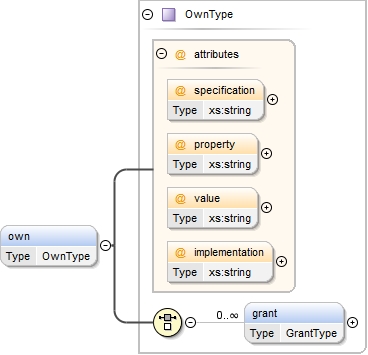 OwnType
@ attributes
@ specification
Type xs:string
@ property
Type xs:string
@ value
Type xs:string
@ implementation
Type xs:string
own
Type OwnType
0..∞
grant
Type GrantType